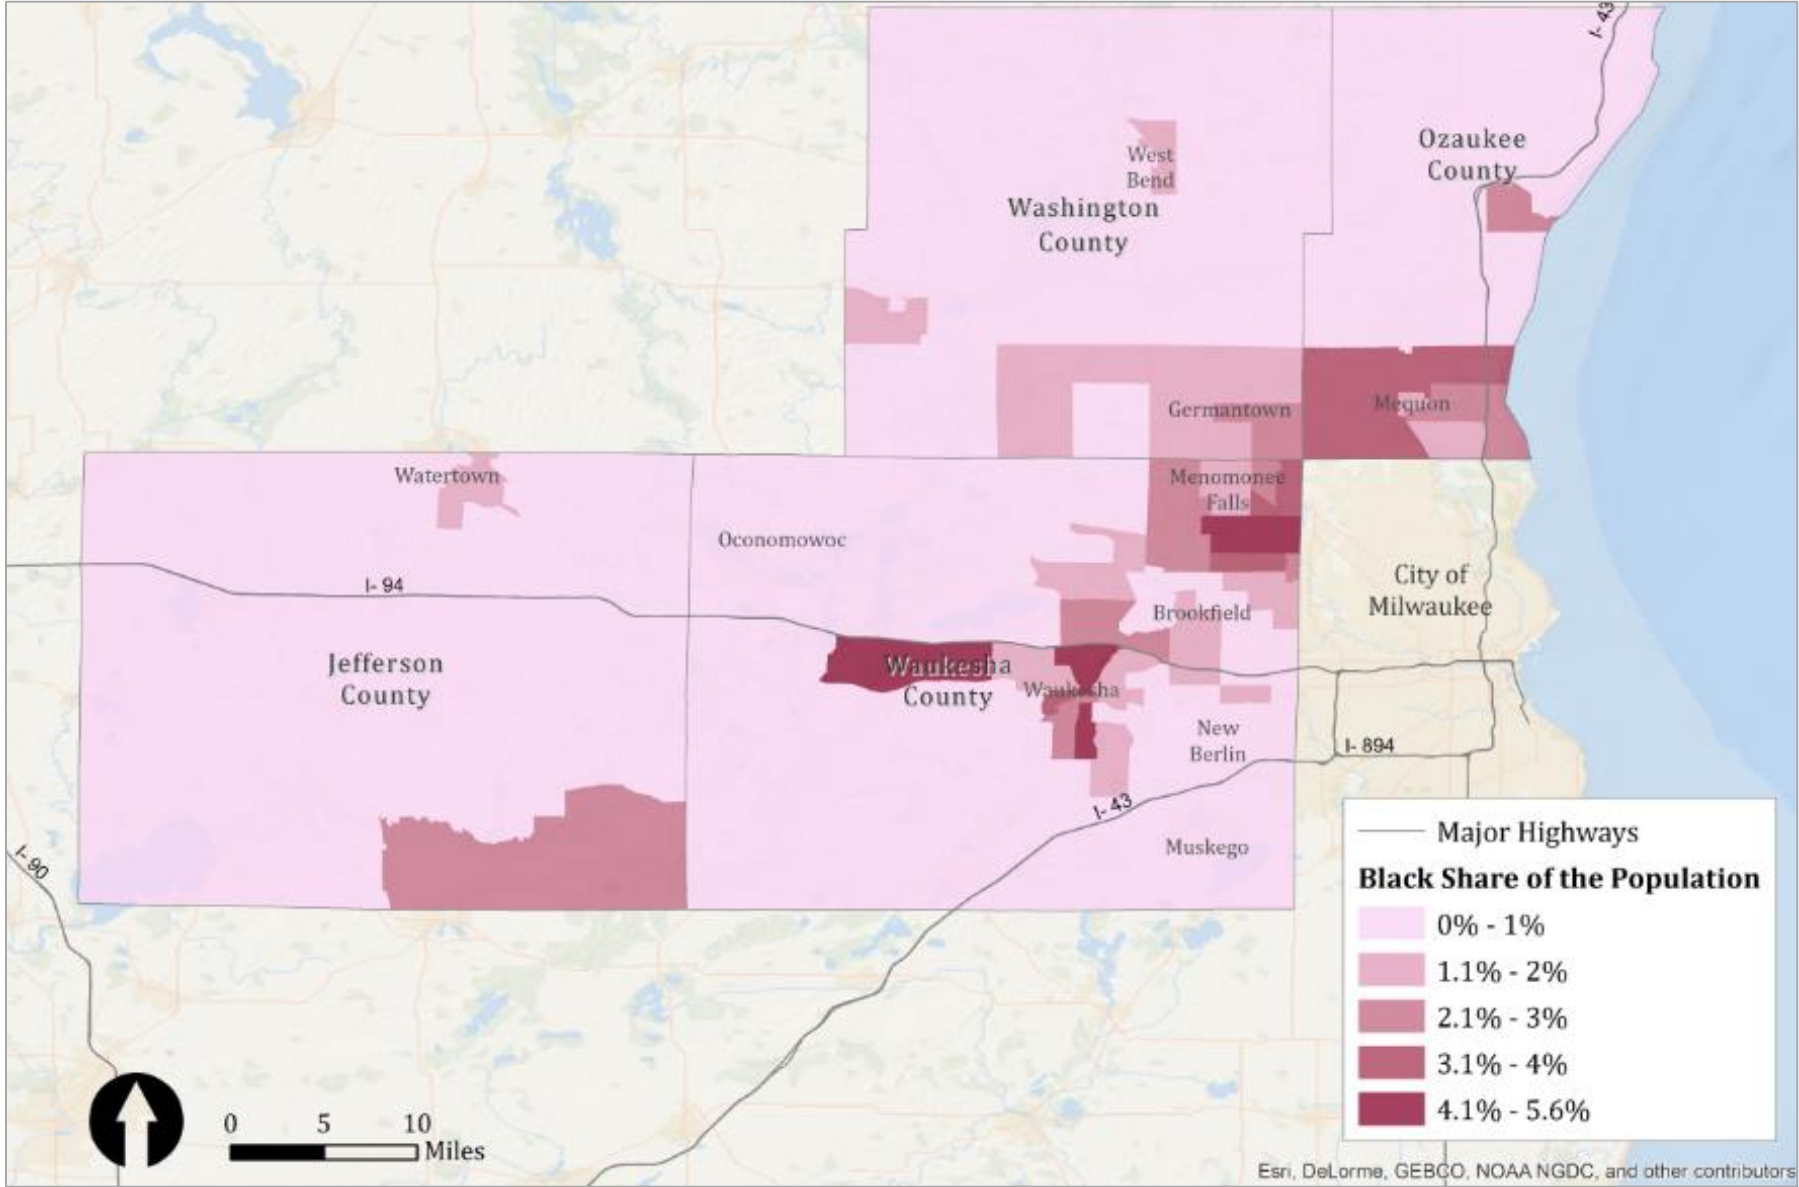 I- 43
Ozaukee
County
West
Bend
Washington
County
Germantown
Mequon
Watertown
Menomonee
Falls
Oconomowoc
I- 94
City of
Milwaukee
Brookfield
Jefferson
County
Waukesha
County
Waukesha
New
Berlin
I- 894
I- 43
Muskego
I- 90
Major Highways
Black Share of the Population
0% - 1%
1.1% - 2%
2.1% - 3%
3.1% - 4%
4.1% - 5.6%
0 5 10
Miles
Esri, DeLorme, GEBCO, NOAA NGDC, and other contributors